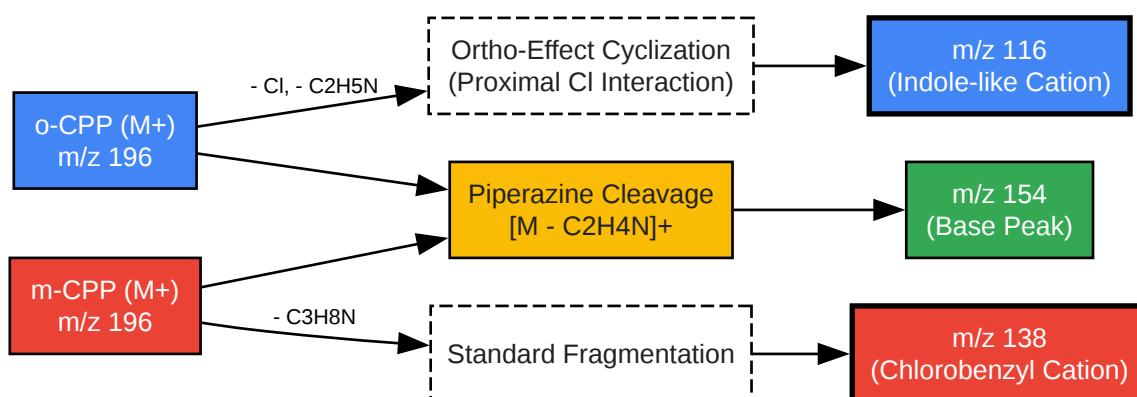 Ortho-Effect Cyclization
(Proximal Cl Interaction)
m/z 116
(Indole-like Cation)
- Cl, - C2H5N
o-CPP (M+)
m/z 196
Piperazine Cleavage
[M - C2H4N]+
m/z 154
(Base Peak)
m-CPP (M+)
m/z 196
- C3H8N
Standard Fragmentation
m/z 138
(Chlorobenzyl Cation)